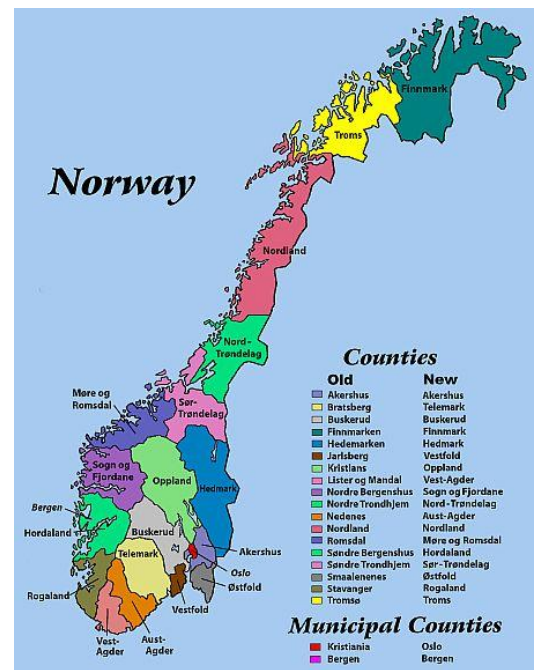 Norway
Finnmark
Troms
Nordland
Nord-
Trøndelag
Møre og
Romsdal
Sør-
Trøndelag
Sogn og
Fjordane
Oppland
Hedmark
Bergen
Buskerud
Hordaland
Akershus
Telemark
Oslo
Østfold
Rogaland
Vestfold
Vest-
Agder
Aust-
Agder
Counties
Old New
Akershus Akershus
Bratsberg Telemark
Buskerud Buskerud
Finnmarken Finnmark
Hedemarken Hedmark
Jarlsberg Vestfold
Kristians Oppland
Lister og Mandal Vest-Agder
Nordre Bergenshus Sogn og Fjordane
Nordre Trondhjem Nord-Trøndelag
Nedenes Aust-Agder
Nordland Nordland
Romsdal Møre og Romsdal
Søndre Bergenshus Hordaland
Søndre Trondhjem Sør-Trøndelag
Smaalenenes Østfold
Stavanger Rogaland
Tromsø Troms
Municipal Counties
Kristiania Oslo
Bergen Bergen